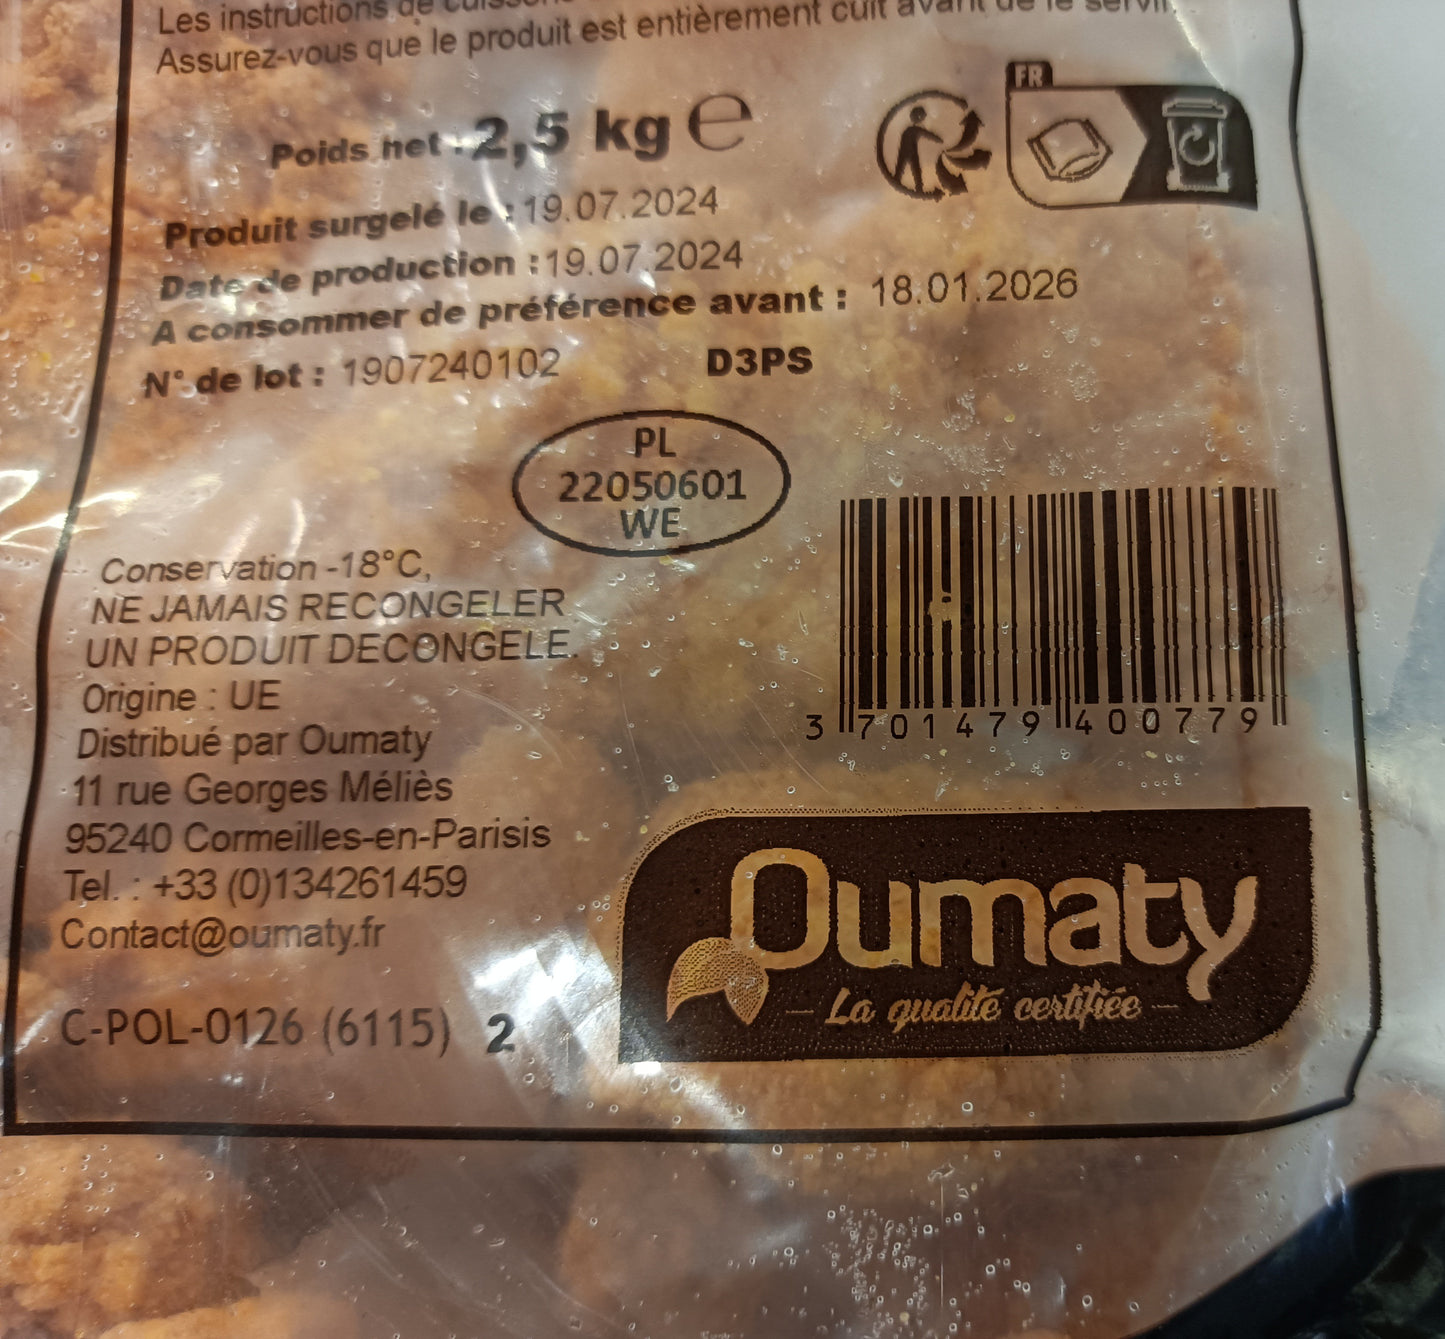 Les instructions de
Assurez-vous que le produit est entièrement cuit avant de le servir.
FR
Poids net : 2,5 kg e
Produit surgelé le : 19.07.2024
Date de production : 19.07.2024
A consommer de préférence avant : 18.01.2026
N° de lot : 1907240102 D3PS
PL
22050601
WE
Conservation -18°C,
NE JAMAIS RECONGELER
UN PRODUIT DECONGELE.
Origine : UE
Distribué par Oumaty
11 rue Georges Méliès
95240 Cormeilles-en-Parisis
Tel. : +33 (0)134261459
Contact@oumaty.fr
C-POL-0126 (6115) 2
3 701479 400779
Oumaty
La qualité certifiée